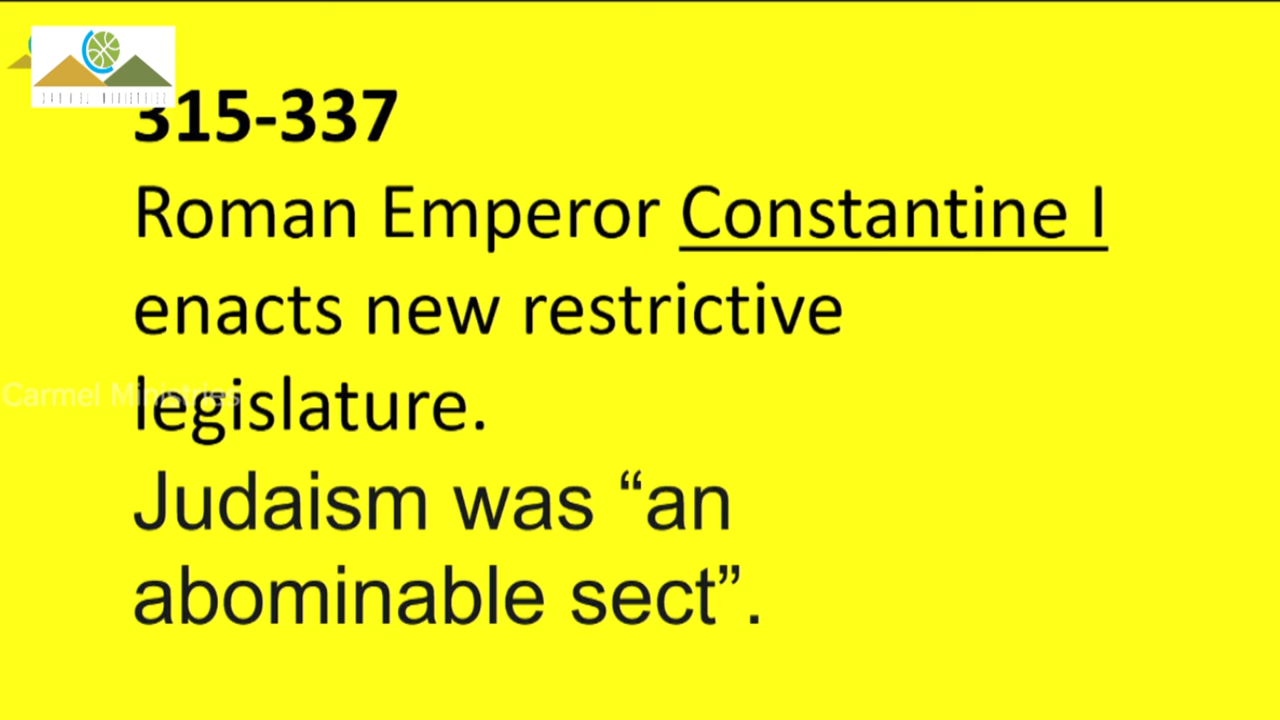 315-337
Roman Emperor Constantine I
enacts new restrictive
Carmel Ministries
legislature.
Judaism was “an
abominable sect”.